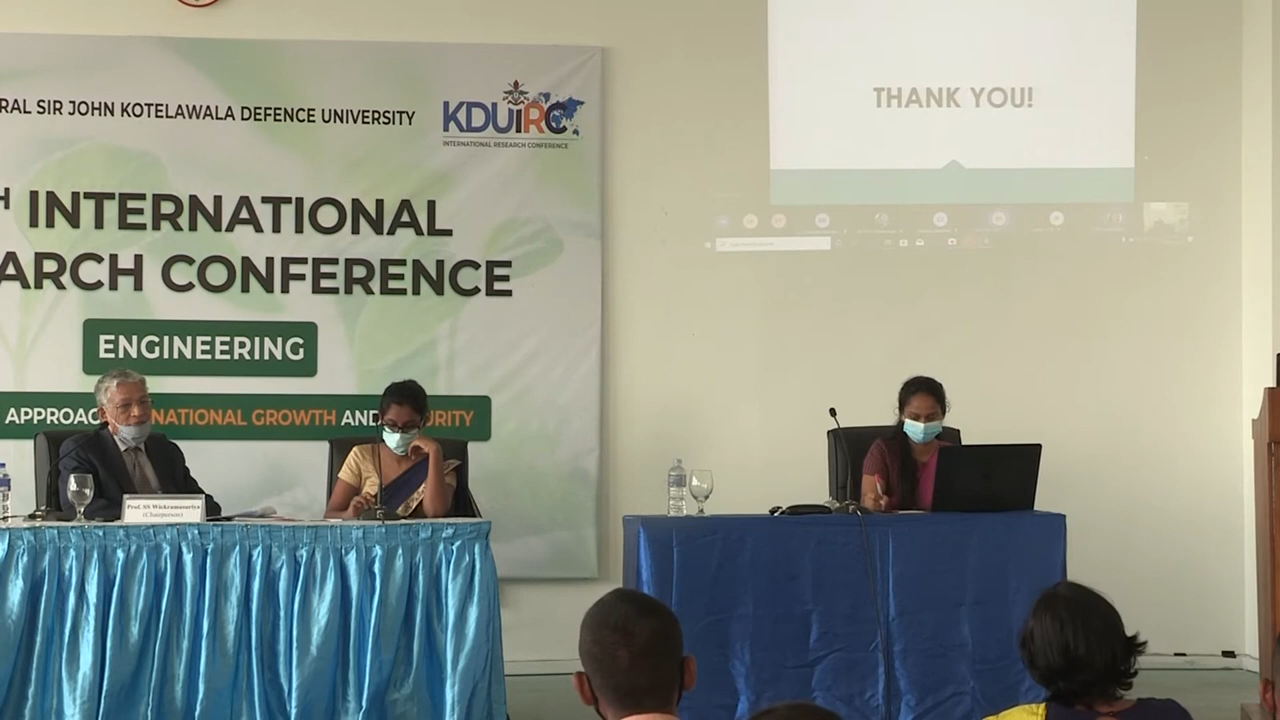 RAL SIR JOHN KOTELAWALA DEFENCE UNIVERSITY
KDUIRC
INTERNATIONAL RESEARCH CONFERENCE
H INTERNATIONAL
ARCH CONFERENCE
ENGINEERING
APPROAC NATIONAL GROWTH AND URITY
THANK YOU!
Prof. SS Wickramasuriya
(Chairperson)